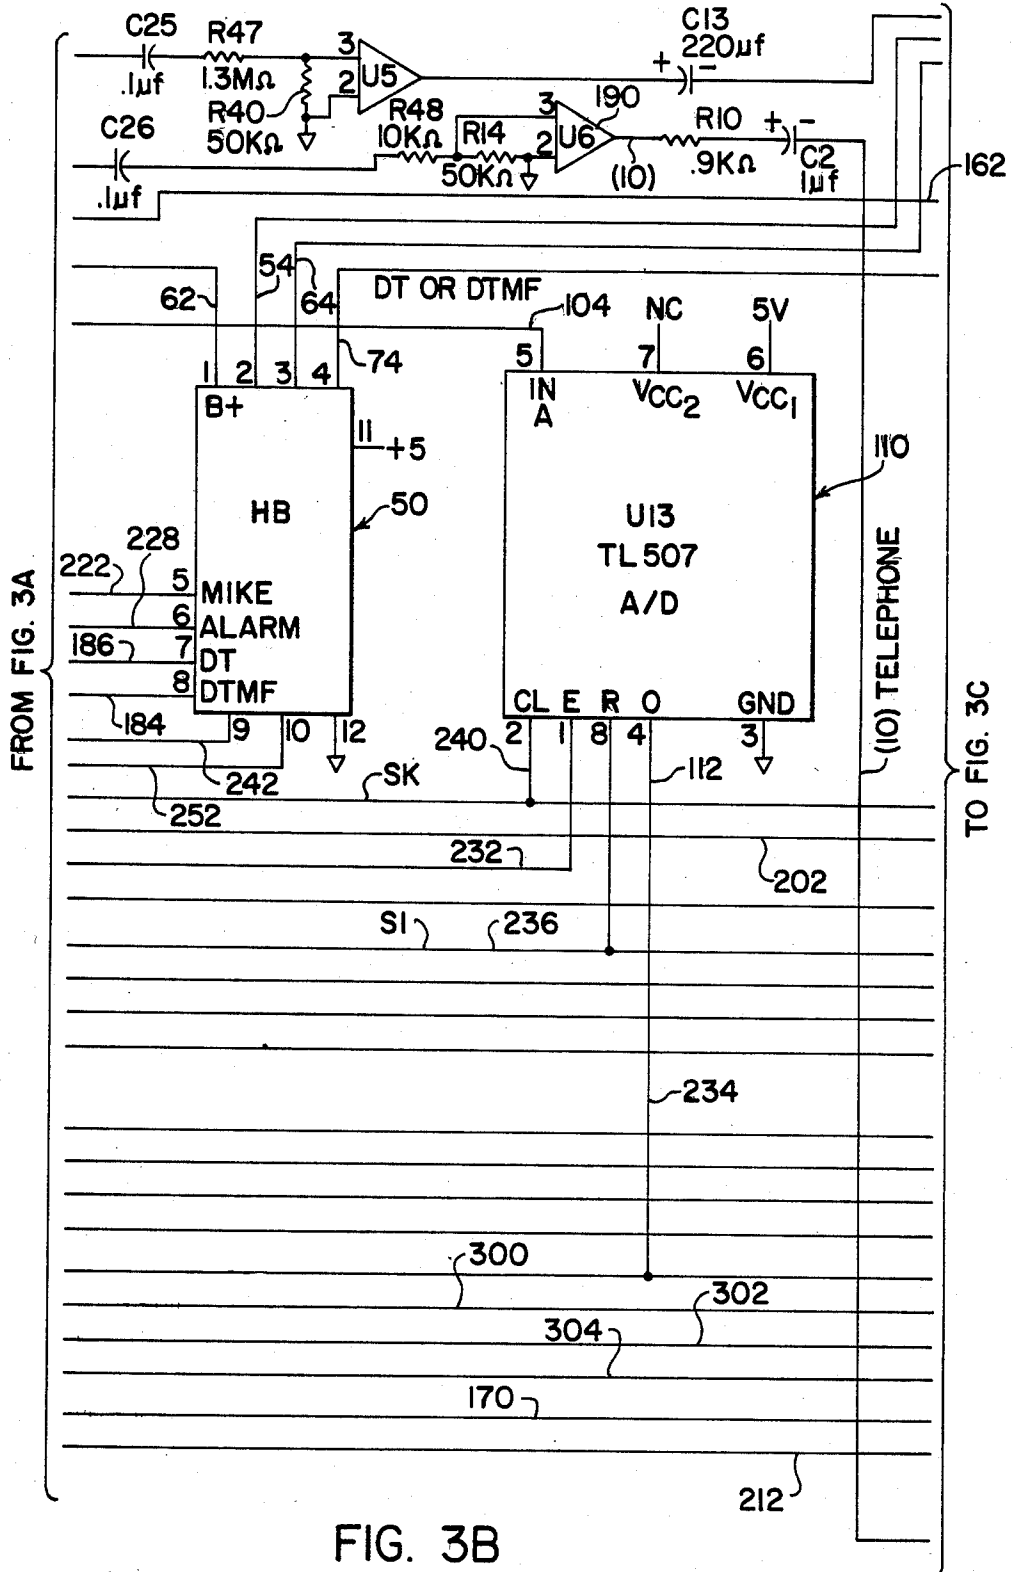 C25
R47
C13
220µf
3
+ -
.1µf
1.3MΩ
2
U5
R40
50KΩ
C26
R48
10KΩ
R14
3
190
U6
2
R10
+ -
C2
1µf
.9KΩ
50KΩ
(10)
.1µf
162
54
62
64
DT OR DTMF
104
NC
5V
74
5
7
6
1
2
3
4
B+
IN
A
VCC2
VCC1
11
+5
110
HB
50
U13
TL507
A/D
228
222
5
MIKE
6
ALARM
186
7
DT
8
DTMF
184
9
10
12
CL
E
R
O
GND
2
1
8
4
3
240
112
242
SK
252
232
202
SI
236
234
300
302
304
170
212
FROM FIG. 3A
(10) TELEPHONE
TO FIG. 3C
FIG. 3B